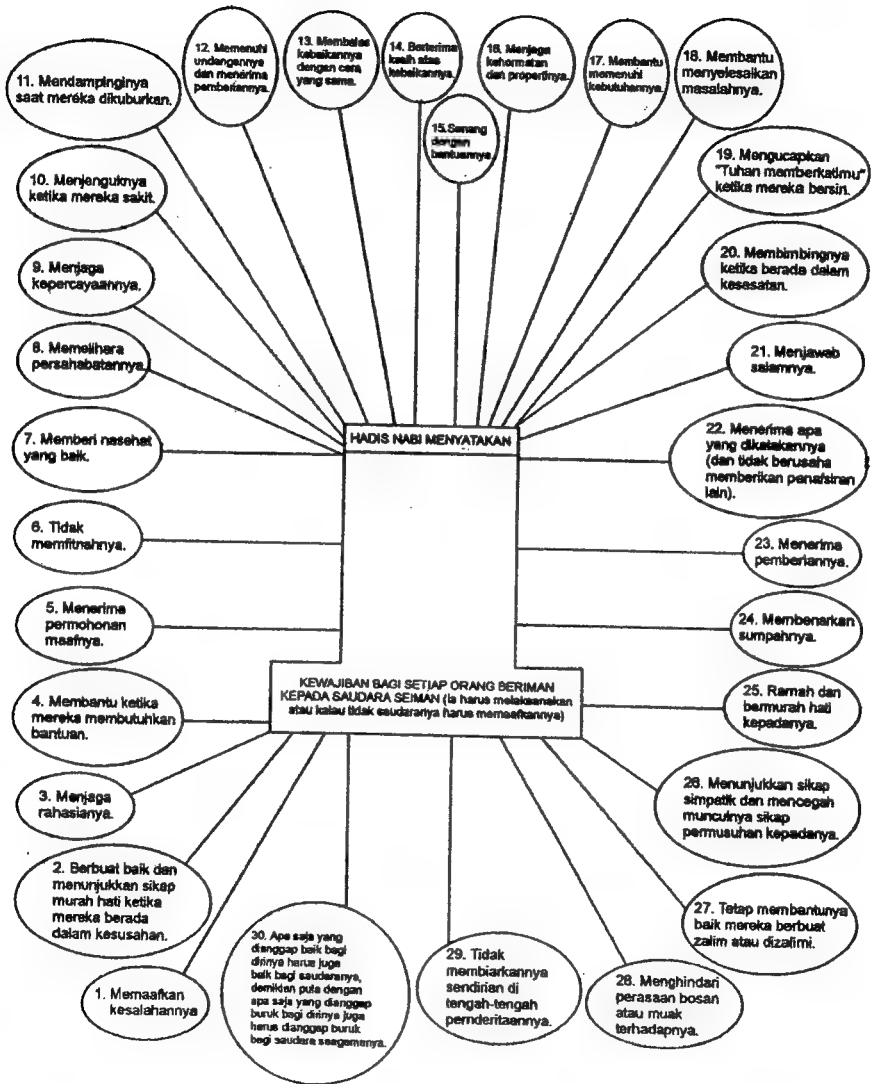 HADIS NABI MENYATAKAN
KEWAJIBAN BAGI SETIAP ORANG BERIMAN
KEPADA SAUDARA SEIMAN (Ia harus melaksanakan
atau kalau tidak saudaranya harus memaafkannya)
1. Memaafkan
kesalahannya
2. Berbuat baik dan
menunjukkan sikap
murah hati ketika
mereka berada
dalam kesusahan.
3. Menjaga
rahasianya.
4. Membantu ketika
mereka membutuhkan
bantuan.
5. Menerima
permohonan
maafnya.
6. Tidak
memfitnahnya.
7. Memberi nasehat
yang baik.
8. Memelihara
persahabatannya.
9. Menjaga
kepercayaannya.
10. Menjenguknya
ketika mereka sakit.
11. Mendampinginya
saat mereka dikuburkan.
12. Memenuhi
undangannya
dan menerima
pemberiannya.
13. Membalas
kebaikannya
dengan cara
yang sama.
14. Berterima
kasih atas
kebaikannya.
15. Senang
dengan
bantuannya.
16. Menjaga
kehormatan
dan propertinya.
17. Membantu
memenuhi
kebutuhannya.
18. Membantu
menyelesaikan
masalahnya.
19. Mengucapkan
"Tuhan memberkatimu"
ketika mereka bersin.
20. Membimbingnya
ketika berada dalam
kesesatan.
21. Menjawab
salamnya.
22. Menerima apa
yang dikatakannya
(dan tidak berusaha
memberikan penafsiran
lain).
23. Menerima
pemberiannya.
24. Membenarkan
sumpahnya.
25. Ramah dan
bermurah hati
kepadanya.
26. Menunjukkan sikap
simpatik dan mencegah
munculnya sikap
permusuhan kepadanya.
27. Tetap membantunya
baik mereka berbuat
zalim atau dizalimi.
28. Menghindari
perasaan bosan
atau muak
terhadapnya.
29. Tidak
membiarkannya
sendirian di
tengah-tengah
pernderitaannya.
30. Apa saja yang
dianggap baik bagi
dirinya harus juga
baik bagi saudaranya,
demikian pula dengan
apa saja yang dianggap
buruk bagi dirinya juga
harus dianggap buruk
bagi saudara seagamanya.